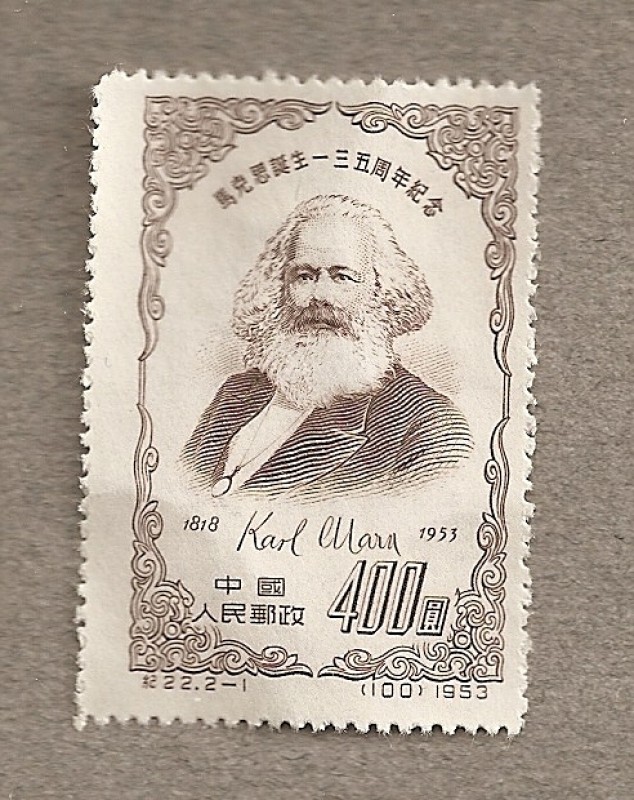 馬克思誕生一三五周年紀念
1818 Karl Marx 1953
中國
人民郵政 400圓
紀22.2-1 (100) 1953